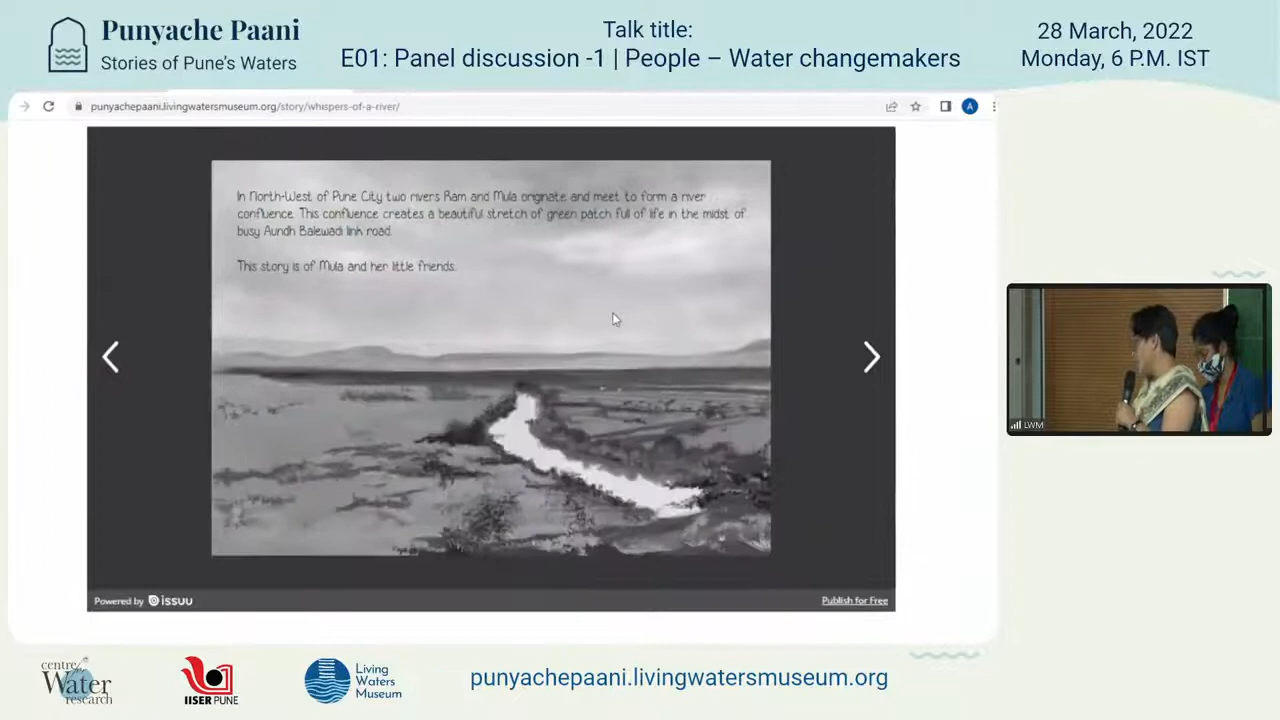 Punyache Paani
Stories of Pune's Waters
Talk title:
E01: Panel discussion -1 | People – Water changemakers
28 March, 2022
Monday, 6 P.M. IST
punyachepaani.livingwatersmuseum.org/story/whispers-of-a-river/
A
In North-West of Pune City two rivers Ram and Mula originate and meet to form a river
confluence. This confluence creates a beautiful stretch of green patch full of life in the midst of
busy Aundh Balewadi link road.
This story is of Mula and her little friends.
LWM
Powered by issuu
Publish for Free
centre
for
Water
research
IISER PUNE
Living
Waters
Museum
punyachepaani.livingwatersmuseum.org